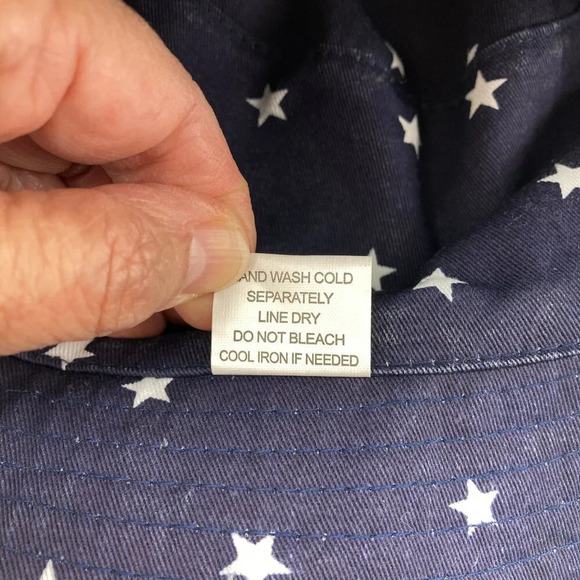 AND WASH COLD
SEPARATELY
LINE DRY
DO NOT BLEACH
COOL IRON IF NEEDED